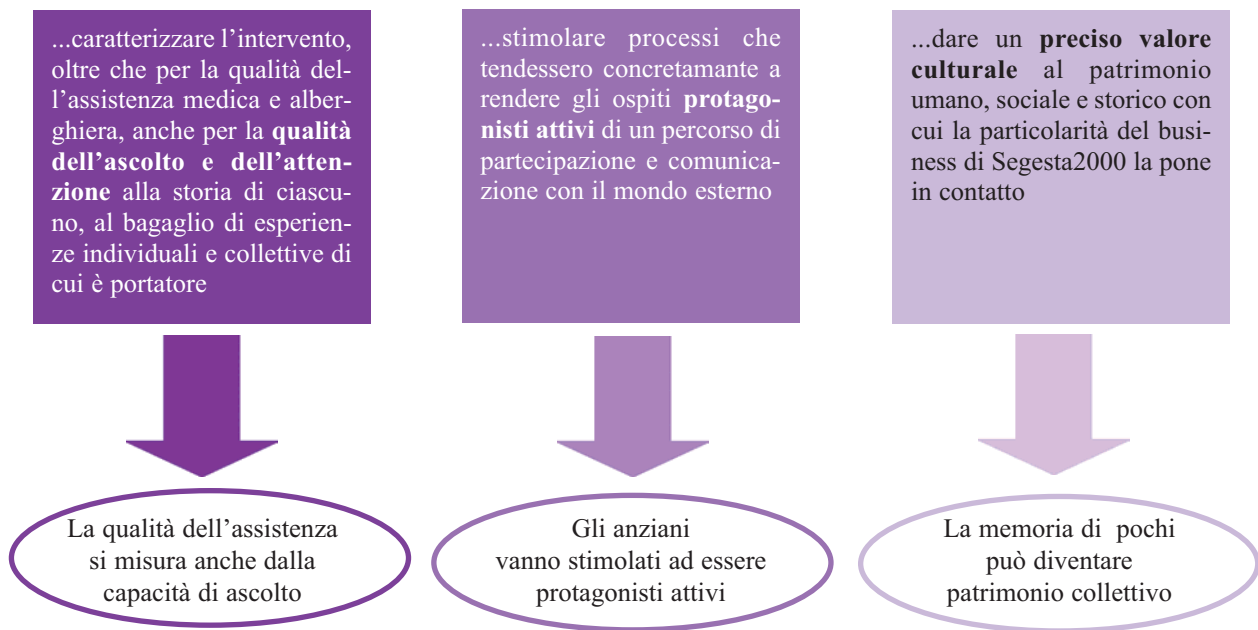 ...caratterizzare l’intervento,
oltre che per la qualità del-
l’assistenza medica e alber-
ghiera, anche per la qualità
dell’ascolto e dell’atten-
zione alla storia di ciascu-
no, al bagaglio di esperien-
ze individuali e collettive di
cui è portatore
...stimolare processi che
tendessero concretamante a
rendere gli ospiti protago-
nisti attivi di un percorso di
partecipazione e comunica-
zione con il mondo esterno
...dare un preciso valore
culturale al patrimonio
umano, sociale e storico con
cui la particolarità del busi-
ness di Segesta2000 la pone
in contatto
La qualità dell’assistenza
si misura anche dalla
capacità di ascolto
Gli anziani
vanno stimolati ad essere
protagonisti attivi
La memoria di pochi
può diventare
patrimonio collettivo